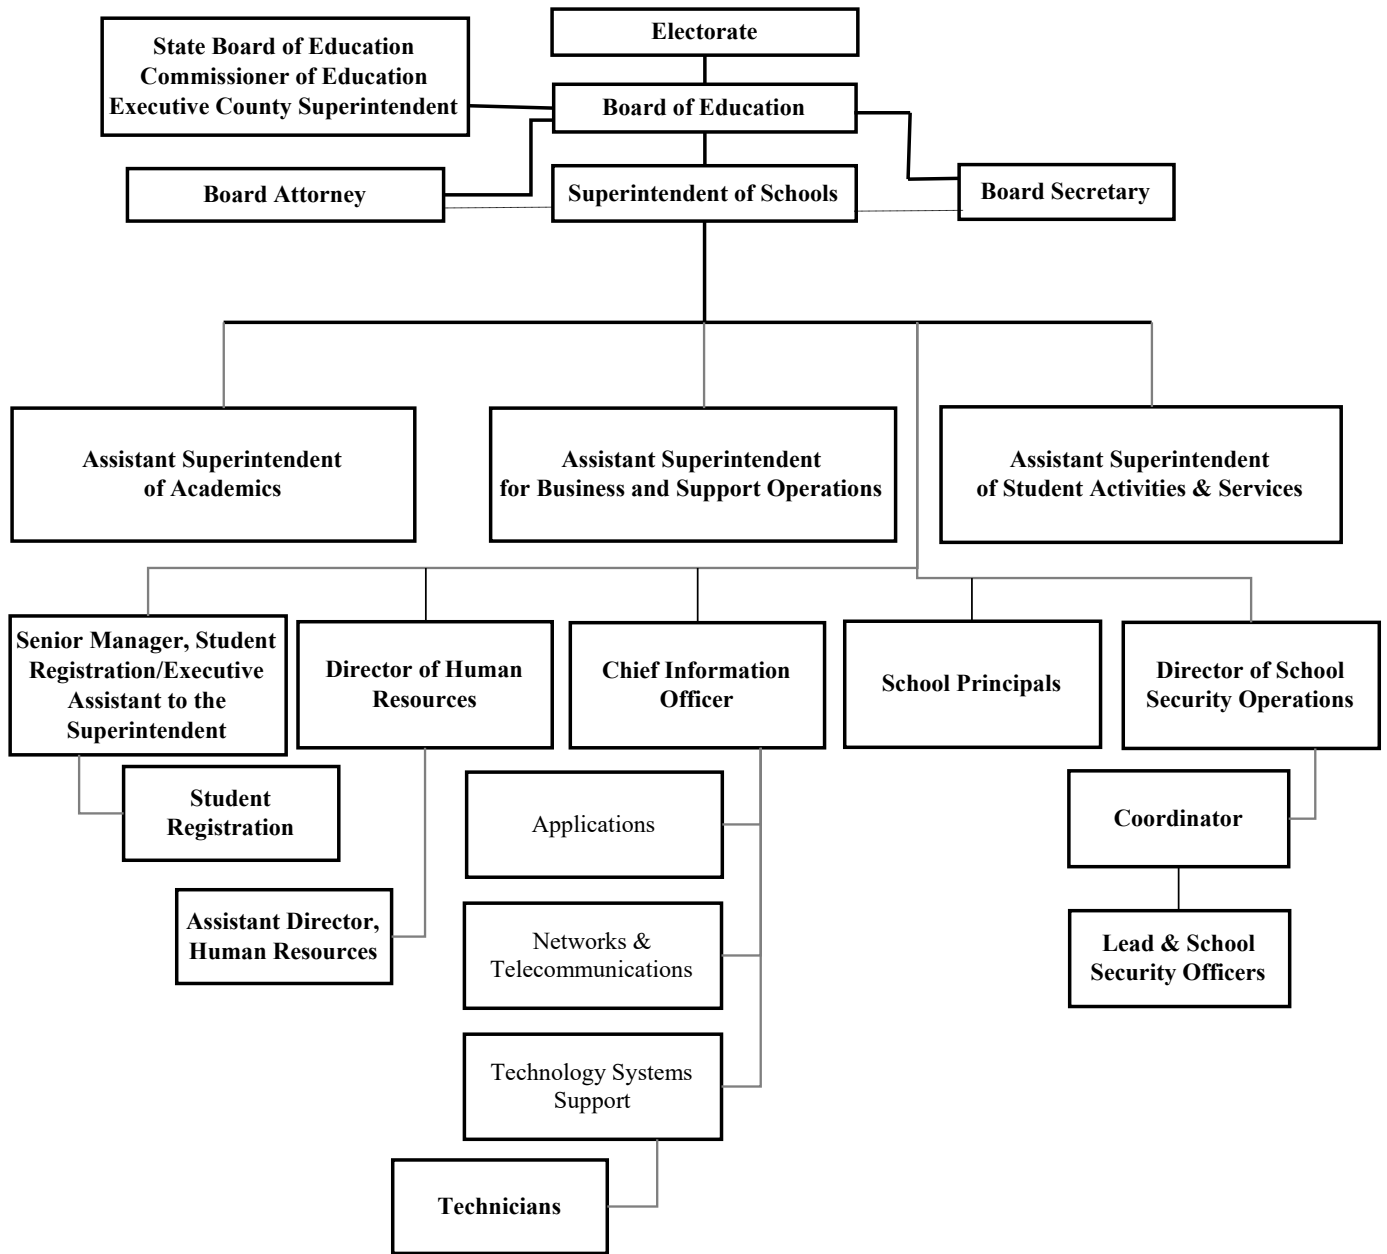 State Board of Education
Commissioner of Education
Executive County Superintendent
Electorate
Board of Education
Board Attorney
Superintendent of Schools
Board Secretary
Assistant Superintendent
of Academics
Assistant Superintendent
for Business and Support Operations
Assistant Superintendent
of Student Activities & Services
Senior Manager, Student
Registration/Executive
Assistant to the
Superintendent
Director of Human
Resources
Chief Information
Officer
School Principals
Director of School
Security Operations
Student
Registration
Applications
Coordinator
Assistant Director,
Human Resources
Networks &
Telecommunications
Lead & School
Security Officers
Technology Systems
Support
Technicians